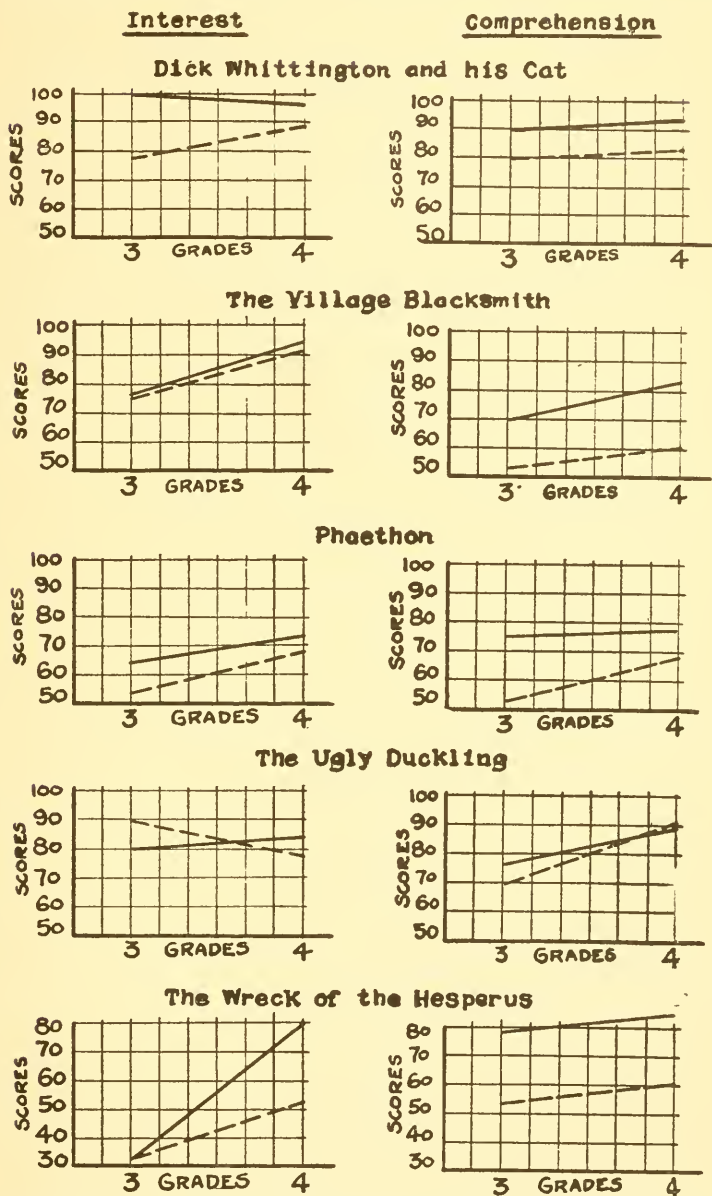 Interest Comprehension
Dick Whittington and his Cat
100
90
80
70
60
50
SCORES
3 GRADES 4
100
90
80
70
60
50
SCORES
3 GRADES 4
The Village Blacksmith
100
90
80
70
60
50
SCORES
3 GRADES 4
100
90
80
70
60
50
SCORES
3 GRADES 4
Phaethon
100
90
80
70
60
50
SCORES
3 GRADES 4
100
90
80
70
60
50
SCORES
3 GRADES 4
The Ugly Duckling
100
90
80
70
60
50
SCORES
3 GRADES 4
100
90
80
70
60
50
SCORES
3 GRADES 4
The Wreck of the Hesperus
80
70
60
50
40
30
SCORES
3 GRADES 4
80
70
60
50
40
30
SCORES
3 GRADES 4